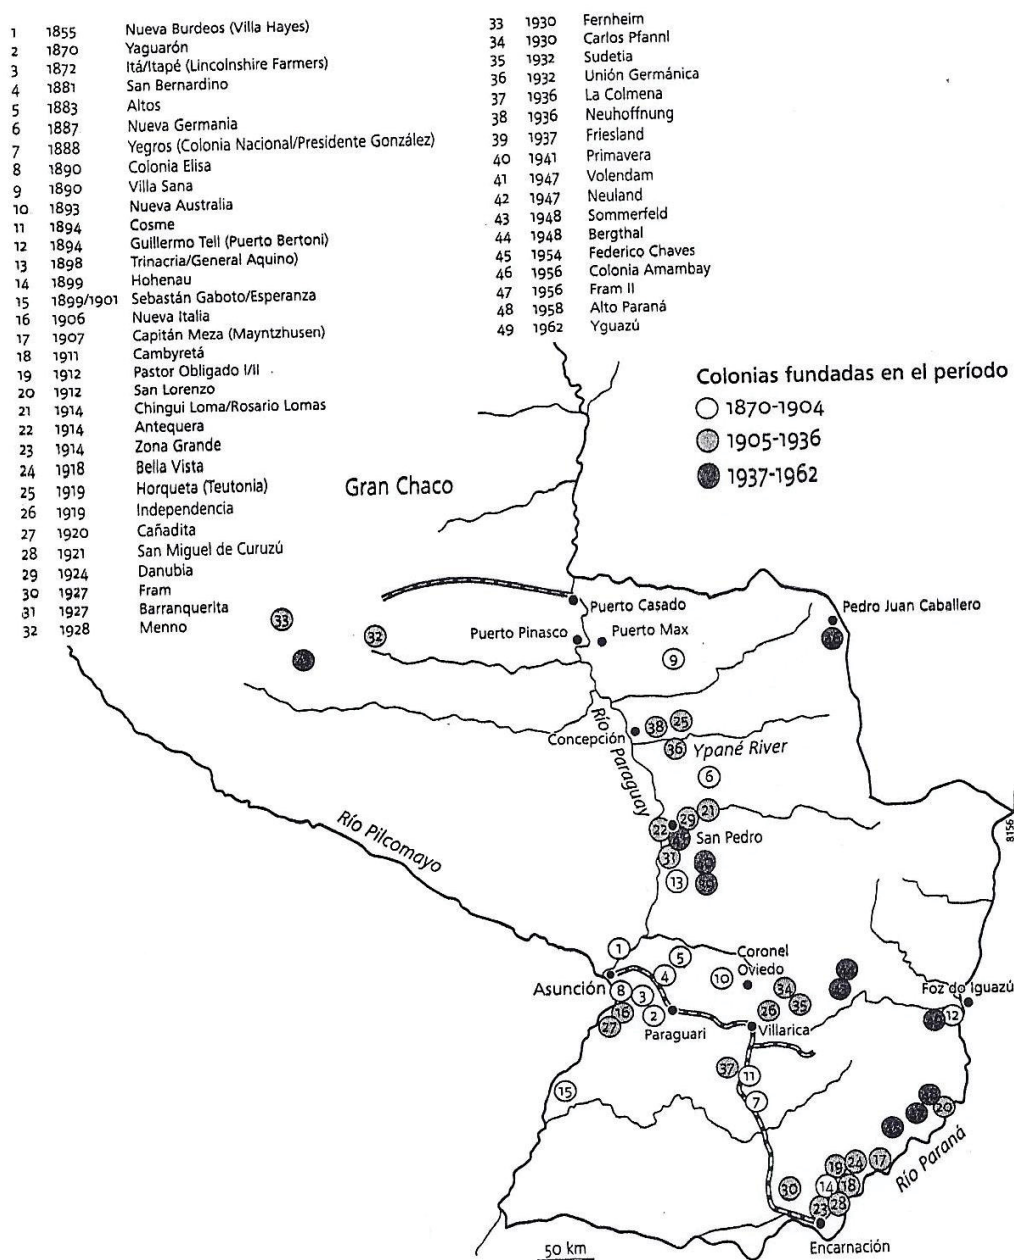 1 1855 Nueva Burdeos (Villa Hayes)
2 1870 Yaguarón
3 1872 Itá/Itapé (Lincolnshire Farmers)
4 1881 San Bernardino
5 1883 Altos
6 1887 Nueva Germania
7 1888 Yegros (Colonia Nacional/Presidente González)
8 1890 Colonia Elisa
9 1890 Villa Sana
10 1893 Nueva Australia
11 1894 Cosme
12 1894 Guillermo Tell (Puerto Bertoni)
13 1898 Trinacria/General Aquino)
14 1899 Hohenau
15 1899/1901 Sebastán Gaboto/Esperanza
16 1906 Nueva Italia
17 1907 Capitán Meza (Mayntzhusen)
18 1911 Cambyretá
19 1912 Pastor Obligado I/II
20 1912 San Lorenzo
21 1914 Chingui Loma/Rosario Lomas
22 1914 Antequera
23 1914 Zona Grande
24 1918 Bella Vista
25 1919 Horqueta (Teutonia)
26 1919 Independencia
27 1920 Cañadita
28 1921 San Miguel de Curuzú
29 1924 Danubia
30 1927 Fram
31 1927 Barranquerita
32 1928 Menno
33 1930 Fernheim
34 1930 Carlos Pfannl
35 1932 Sudetia
36 1932 Unión Germánica
37 1936 La Colmena
38 1936 Neuhoffnung
39 1937 Friesland
40 1941 Primavera
41 1947 Volendam
42 1947 Neuland
43 1948 Sommerfeld
44 1948 Bergthal
45 1954 Federico Chaves
46 1956 Colonia Amambay
47 1956 Fram II
48 1958 Alto Paraná
49 1962 Yguazú
Colonias fundadas en el período
1870-1904
1905-1936
1937-1962
Gran Chaco
33
32
Puerto Casado
Puerto Pinasco
Puerto Max
Pedro Juan Caballero
9
Río Paraguay
Concepción
38
25
36
Ypané River
6
21
29
22
San Pedro
31
13
8156
Río Pilcomayo
1
5
4
10
Coronel
Oviedo
34
35
Foz do Iguazú
12
Asunción
8
3
2
16
27
Paraguari
26
Villarica
37
11
7
15
20
Río Paraná
19
24
17
14
18
30
23
28
Encarnación
50 km